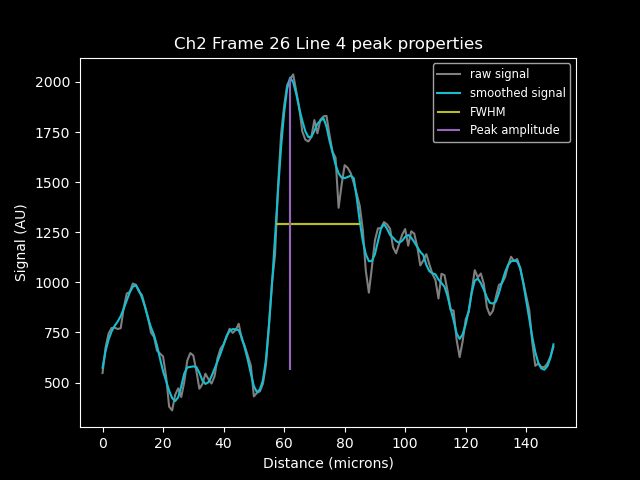 Ch2 Frame 26 Line 4 peak properties
raw signal
smoothed signal
FWHM
Peak amplitude
Signal (AU)
2000
1750
1500
1250
1000
750
500
0 20 40 60 80 100 120 140
Distance (microns)